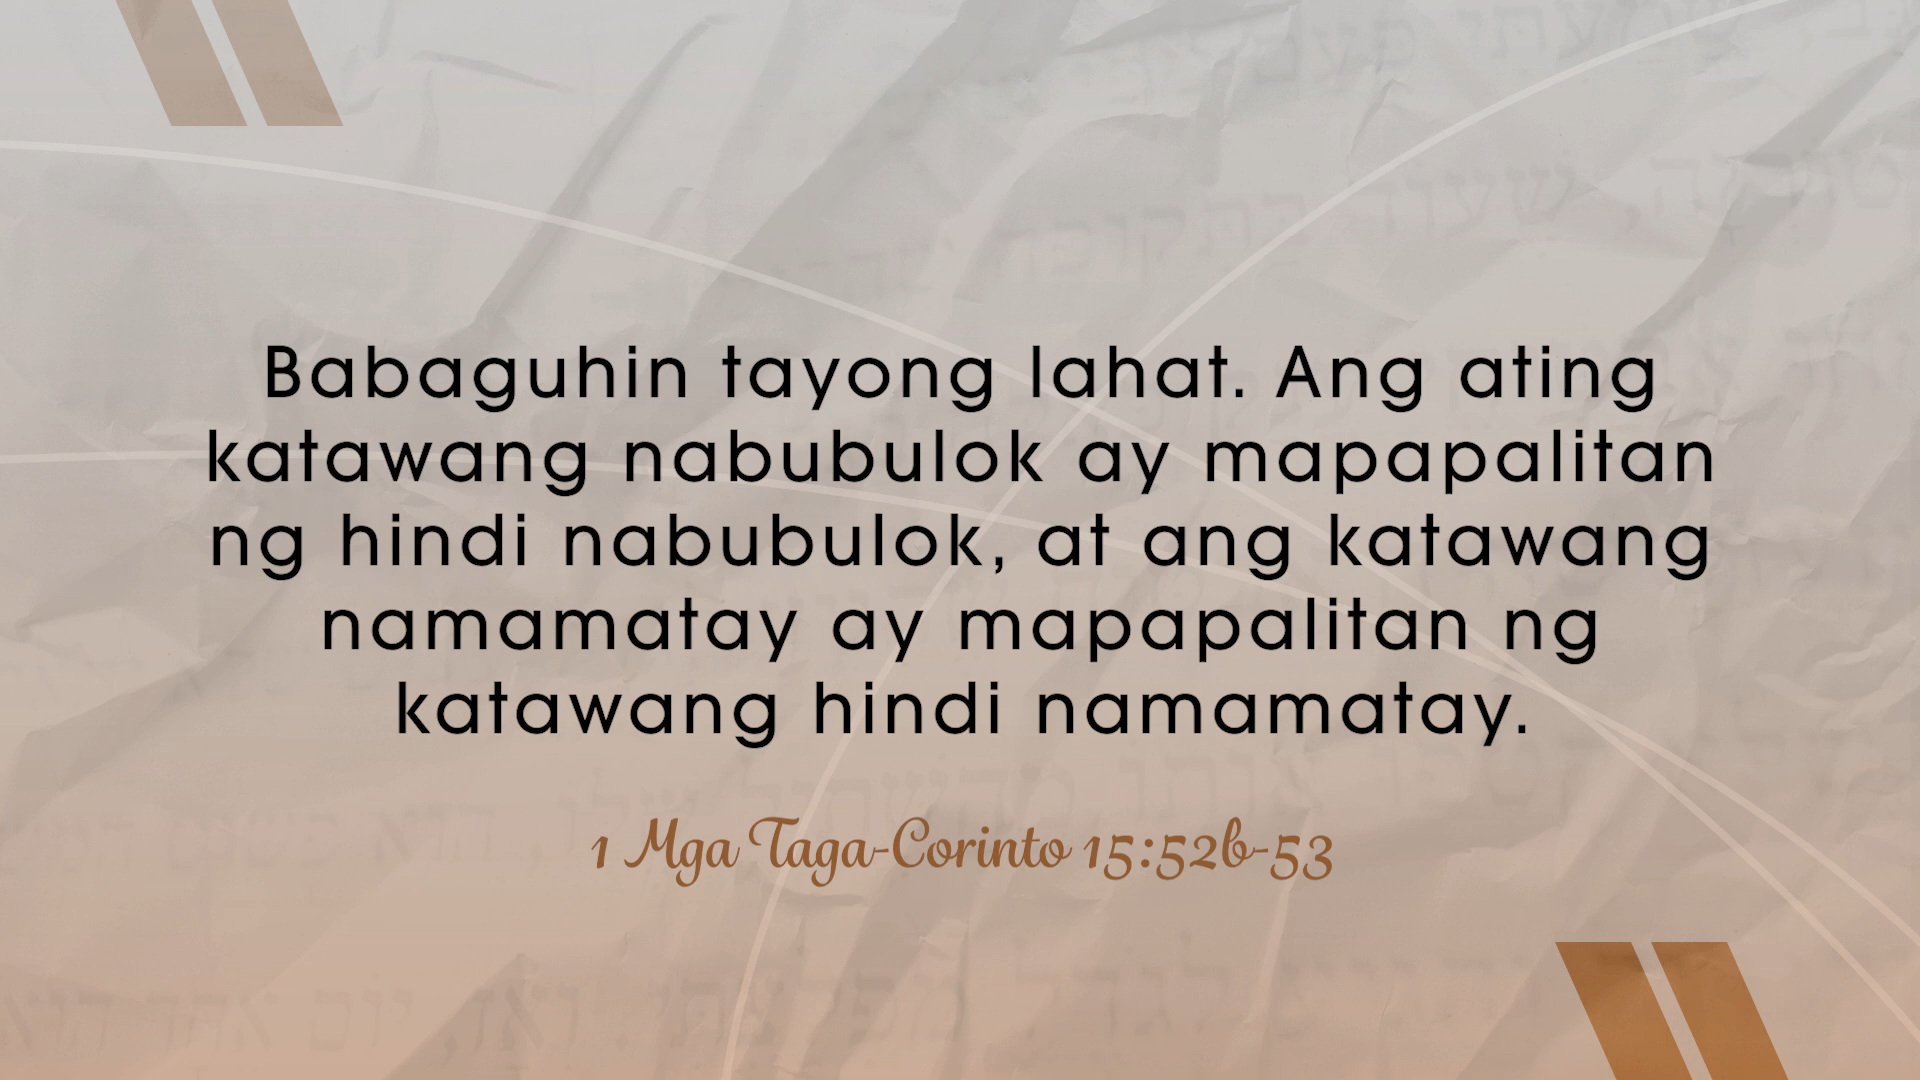 Babaguhin tayong lahat. Ang ating
katawang nabubulok ay mapapalitan
ng hindi nabubulok, at ang katawang
namamatay ay mapapalitan ng
katawang hindi namamatay.
1 Mga Taga-Corinto 15:52b-53